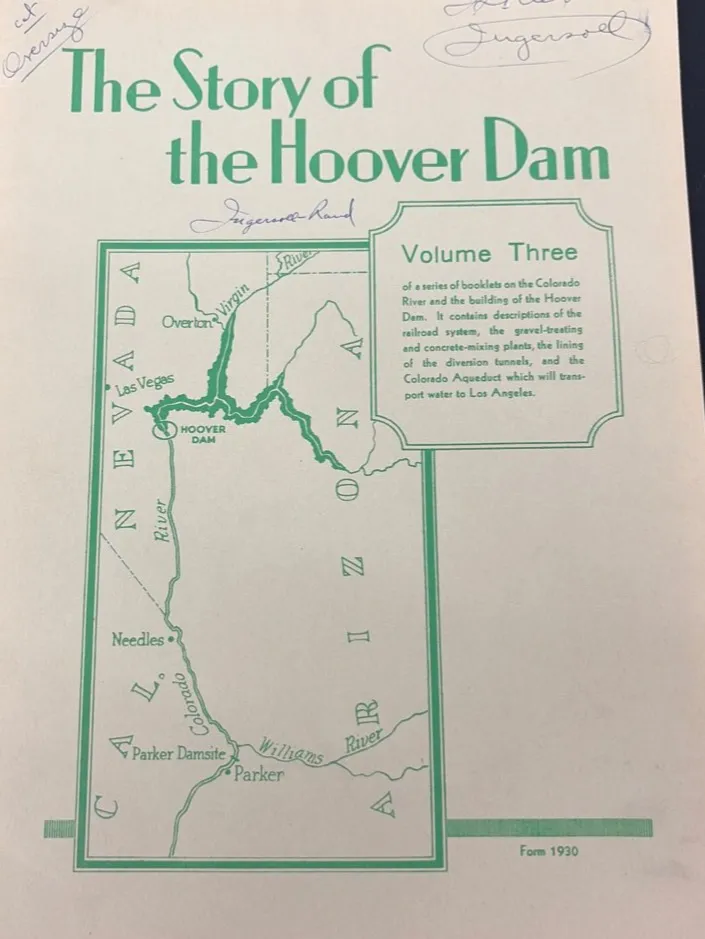 cat
Oversize
Ingersoll
The Story of
the Hoover Dam
Ingersoll-Rand
Volume Three
of a series of booklets on the Colorado
River and the building of the Hoover
Dam. It contains descriptions of the
railroad system, the gravel-treating
and concrete-mixing plants, the lining
of the diversion tunnels, and the
Colorado Aqueduct which will trans-
port water to Los Angeles.
NEVADA
River
Virgin
Overton
Las Vegas
HOOVER
DAM
ARIZONA
River
Needles
CAL.
Colorado
Parker Damsite
Williams
River
Parker
Form 1930